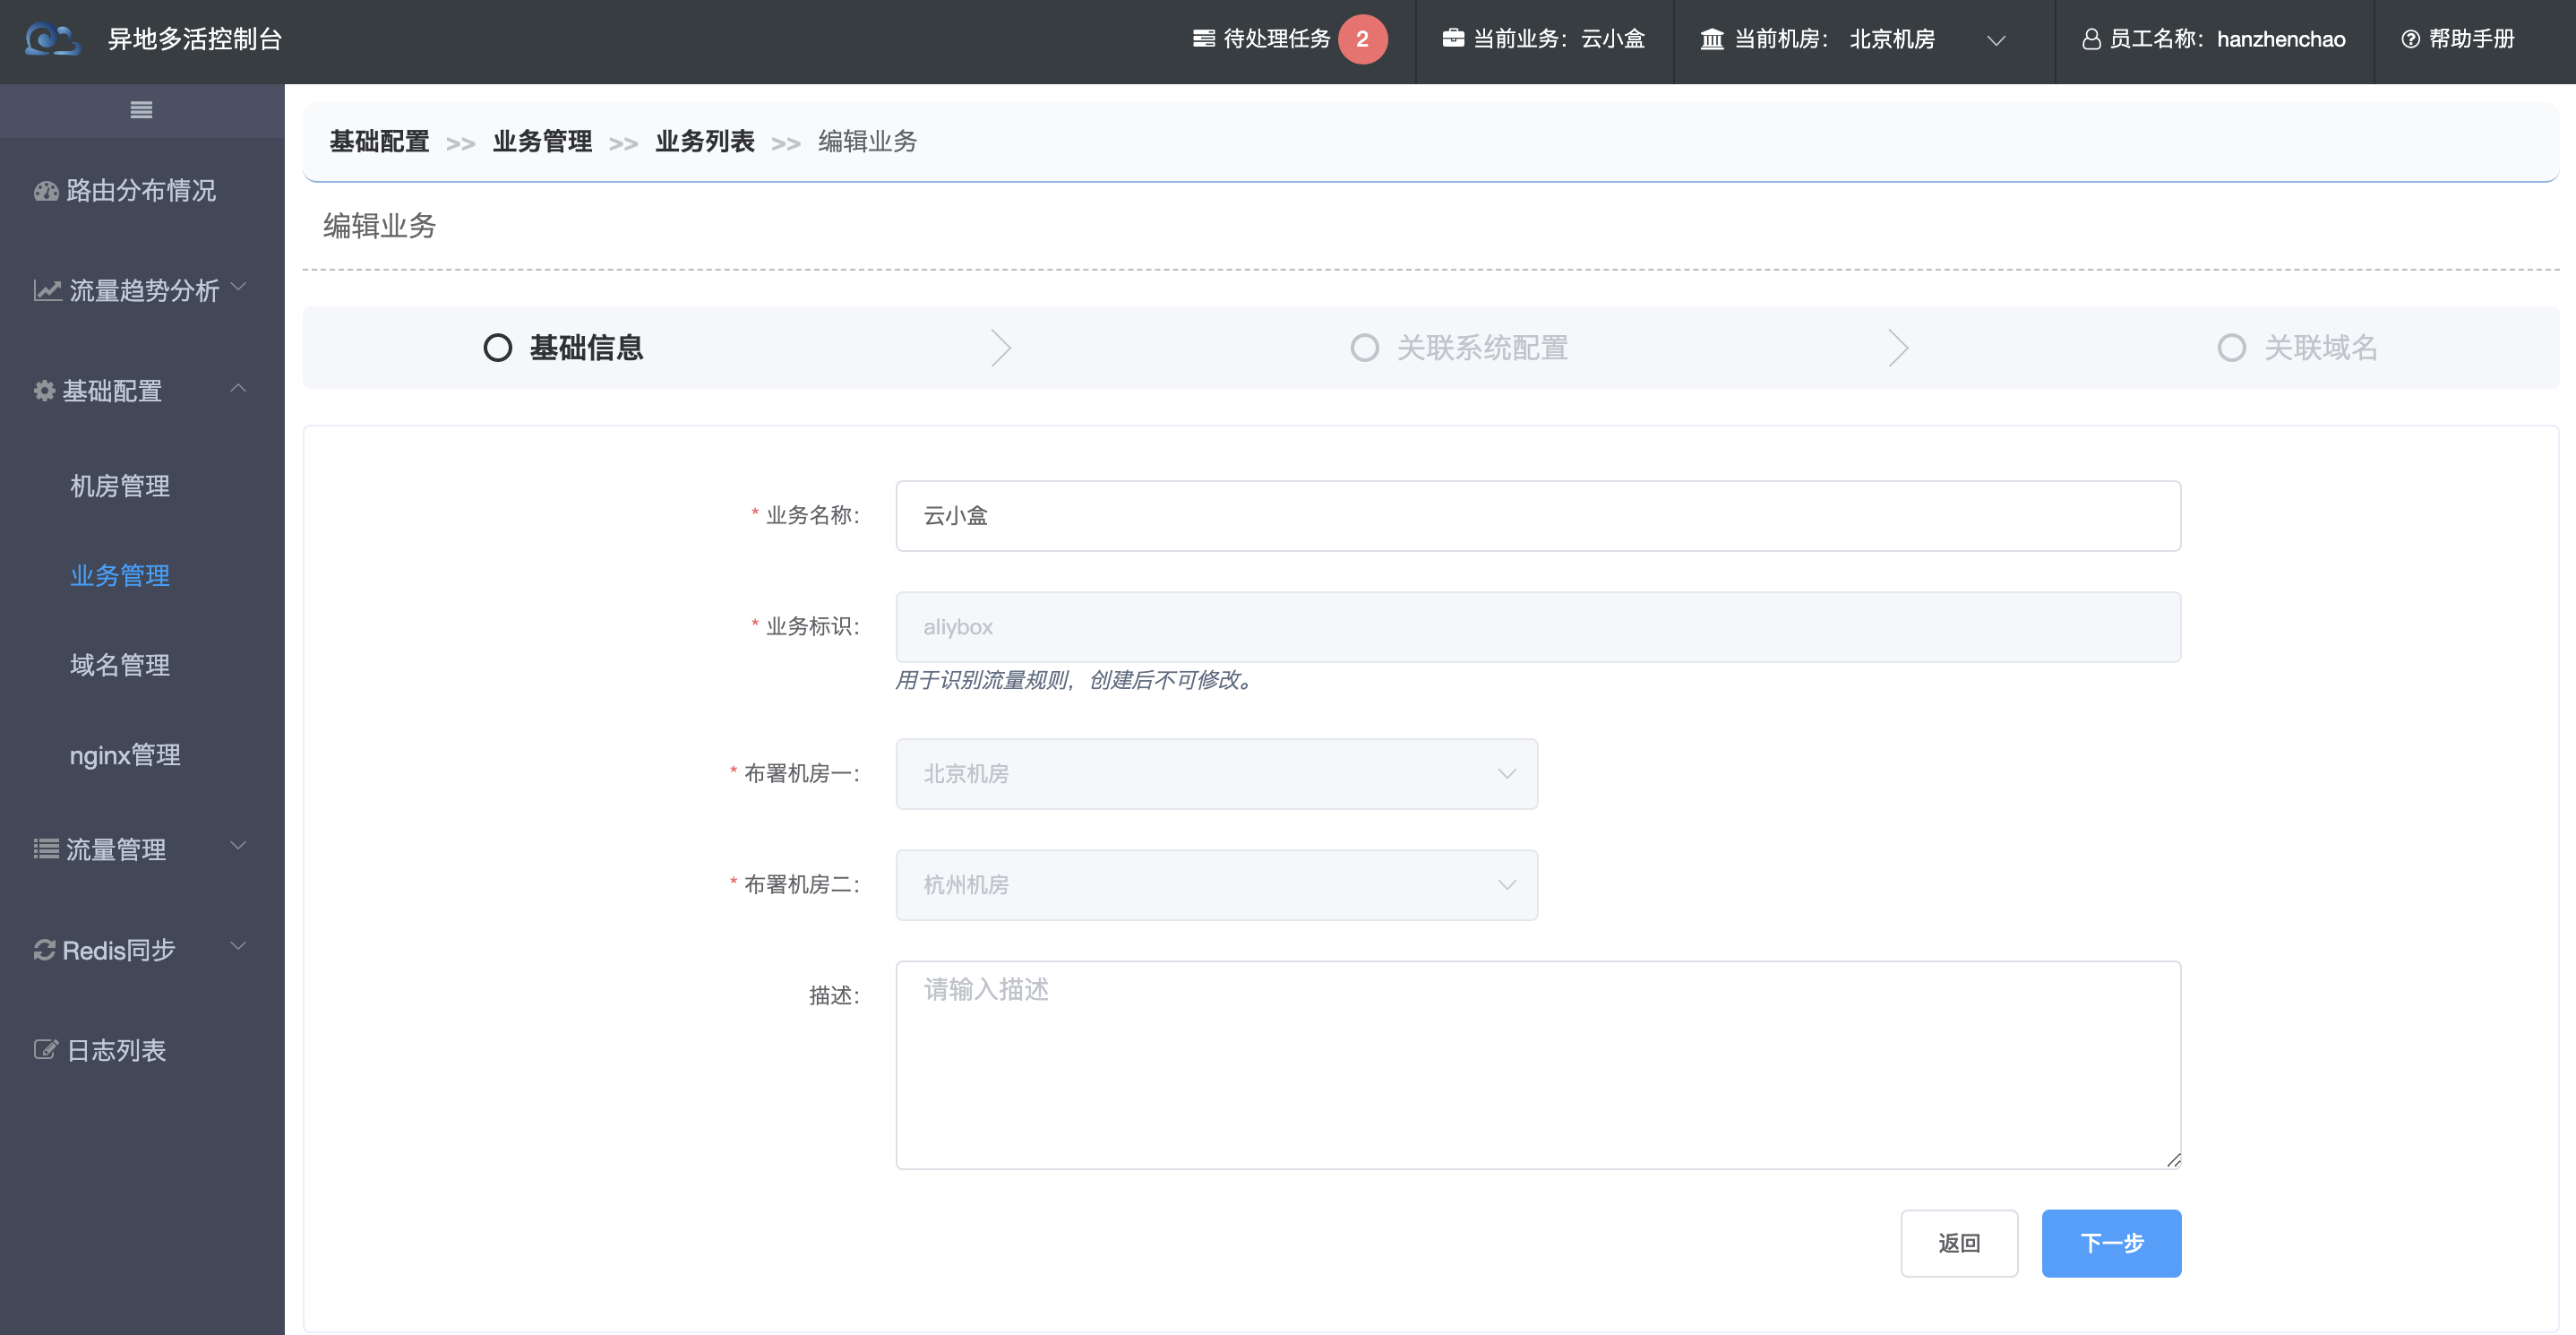 异地多活控制台
待处理任务 2
当前业务：云小盒
当前机房： 北京机房
员工名称：hanzhenchao
帮助手册
路由分布情况
流量趋势分析
基础配置
机房管理
业务管理
域名管理
nginx管理
流量管理
Redis同步
日志列表
基础配置 >> 业务管理 >> 业务列表 >> 编辑业务
编辑业务
基础信息
关联系统配置
关联域名
* 业务名称： 云小盒
* 业务标识： aliybox
用于识别流量规则，创建后不可修改。
* 布署机房一： 北京机房
* 布署机房二： 杭州机房
描述： 请输入描述
返回 下一步